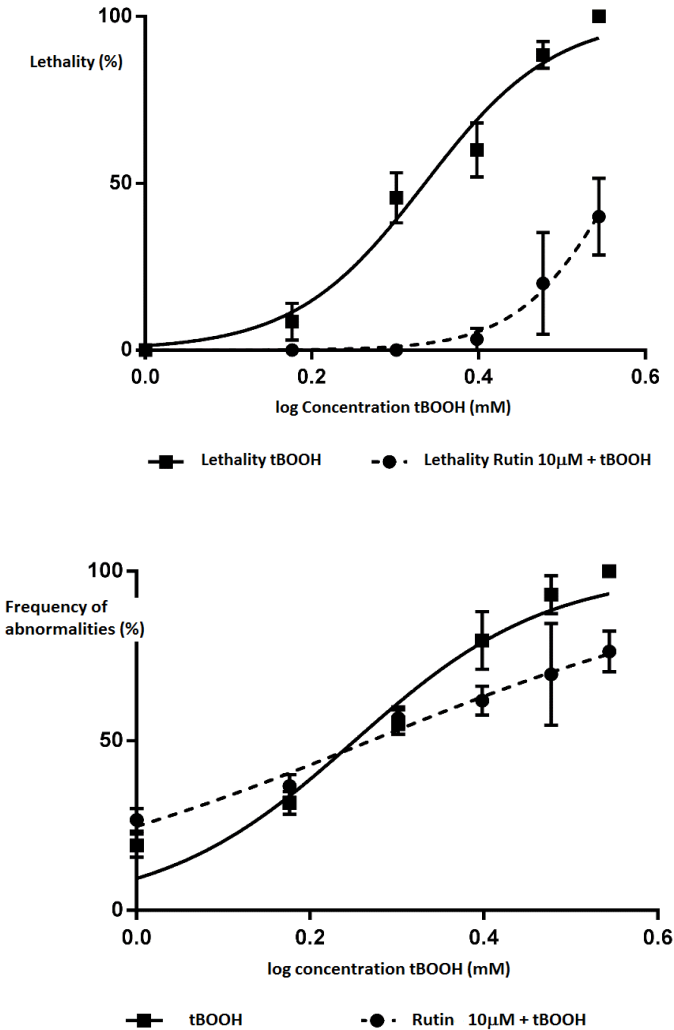 100
Lethality (%)
50
0
0.0 0.2 0.4 0.6
log Concentration tBOOH (mM)
Lethality tBOOH Lethality Rutin 10μM + tBOOH
100
Frequency of
abnormalities (%)
50
0
0.0 0.2 0.4 0.6
log concentration tBOOH (mM)
tBOOH Rutin 10μM + tBOOH